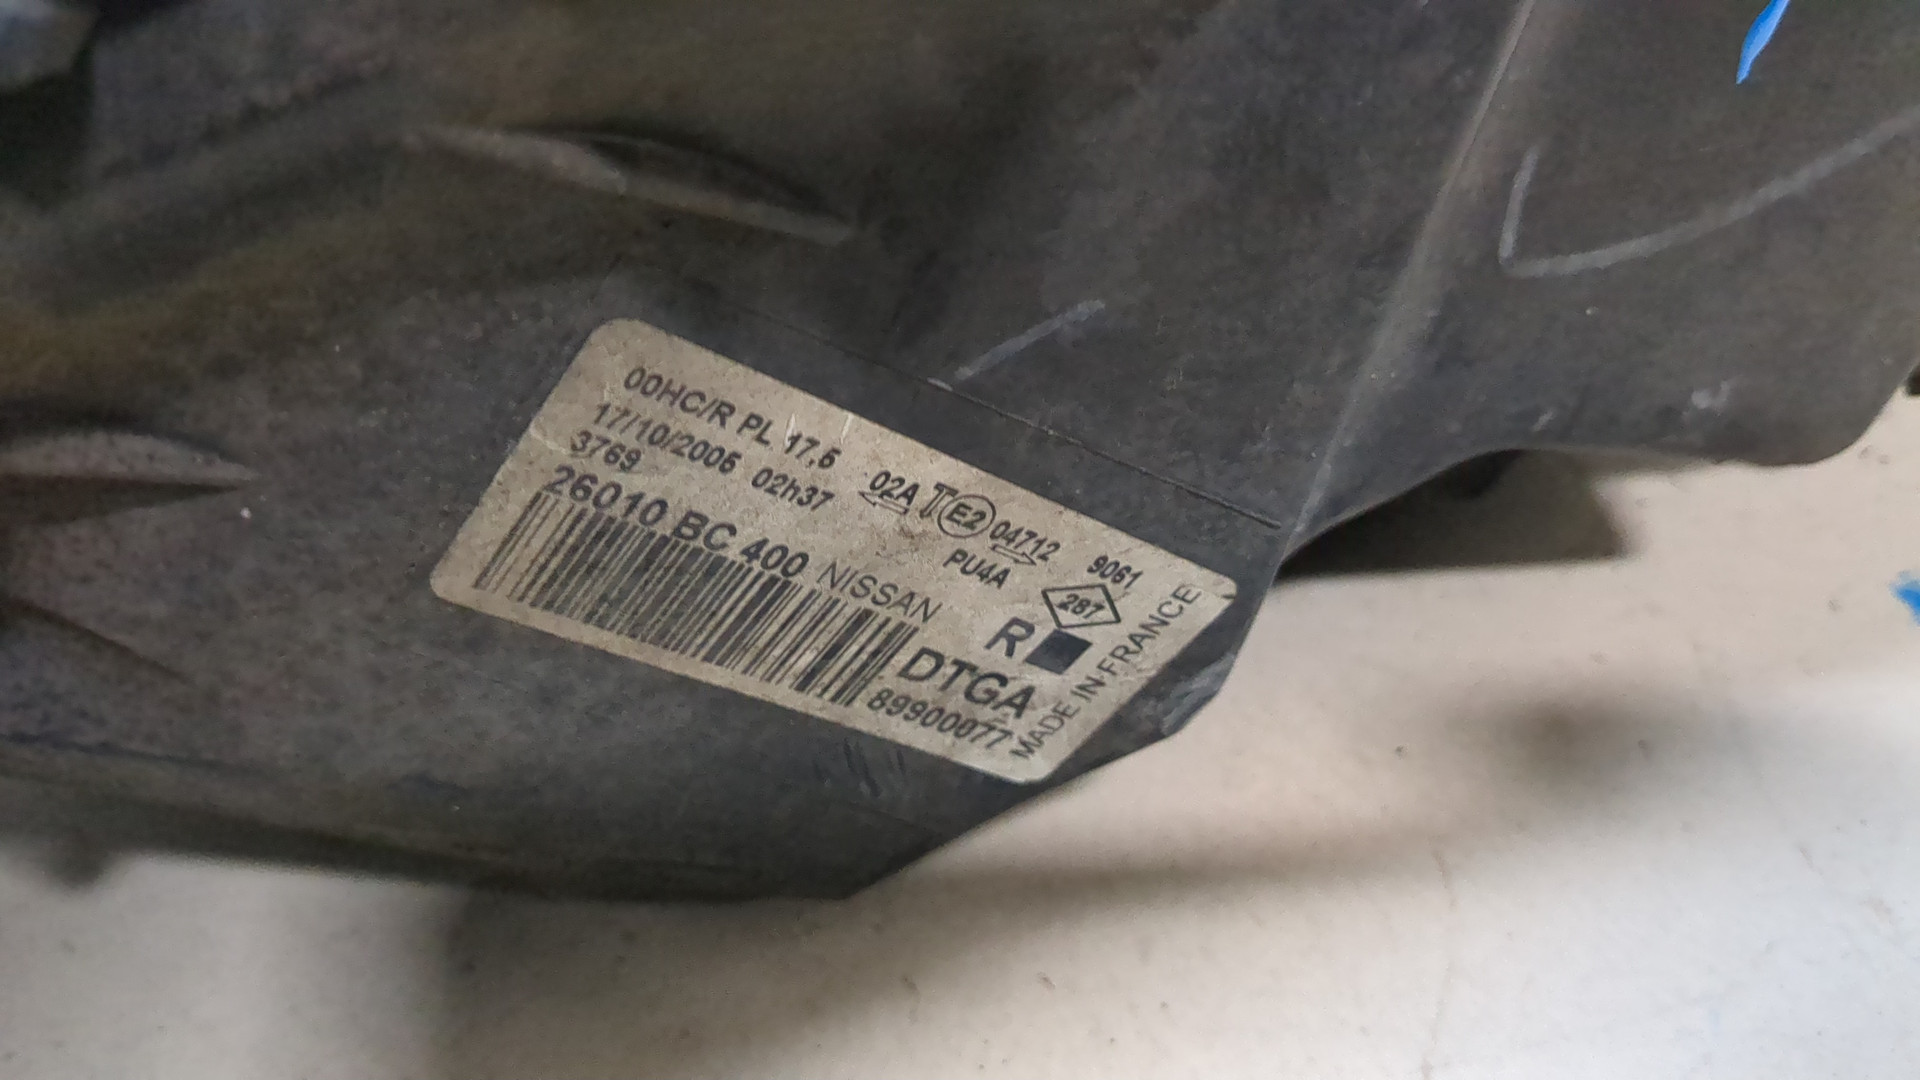 00HC/R PL 17,5 02A T E2 04712 9061
17/10/2006 02h37 PU4A 287
3769
26010 BC 400 NISSAN R
DTGA
89900077
MADE IN FRANCE